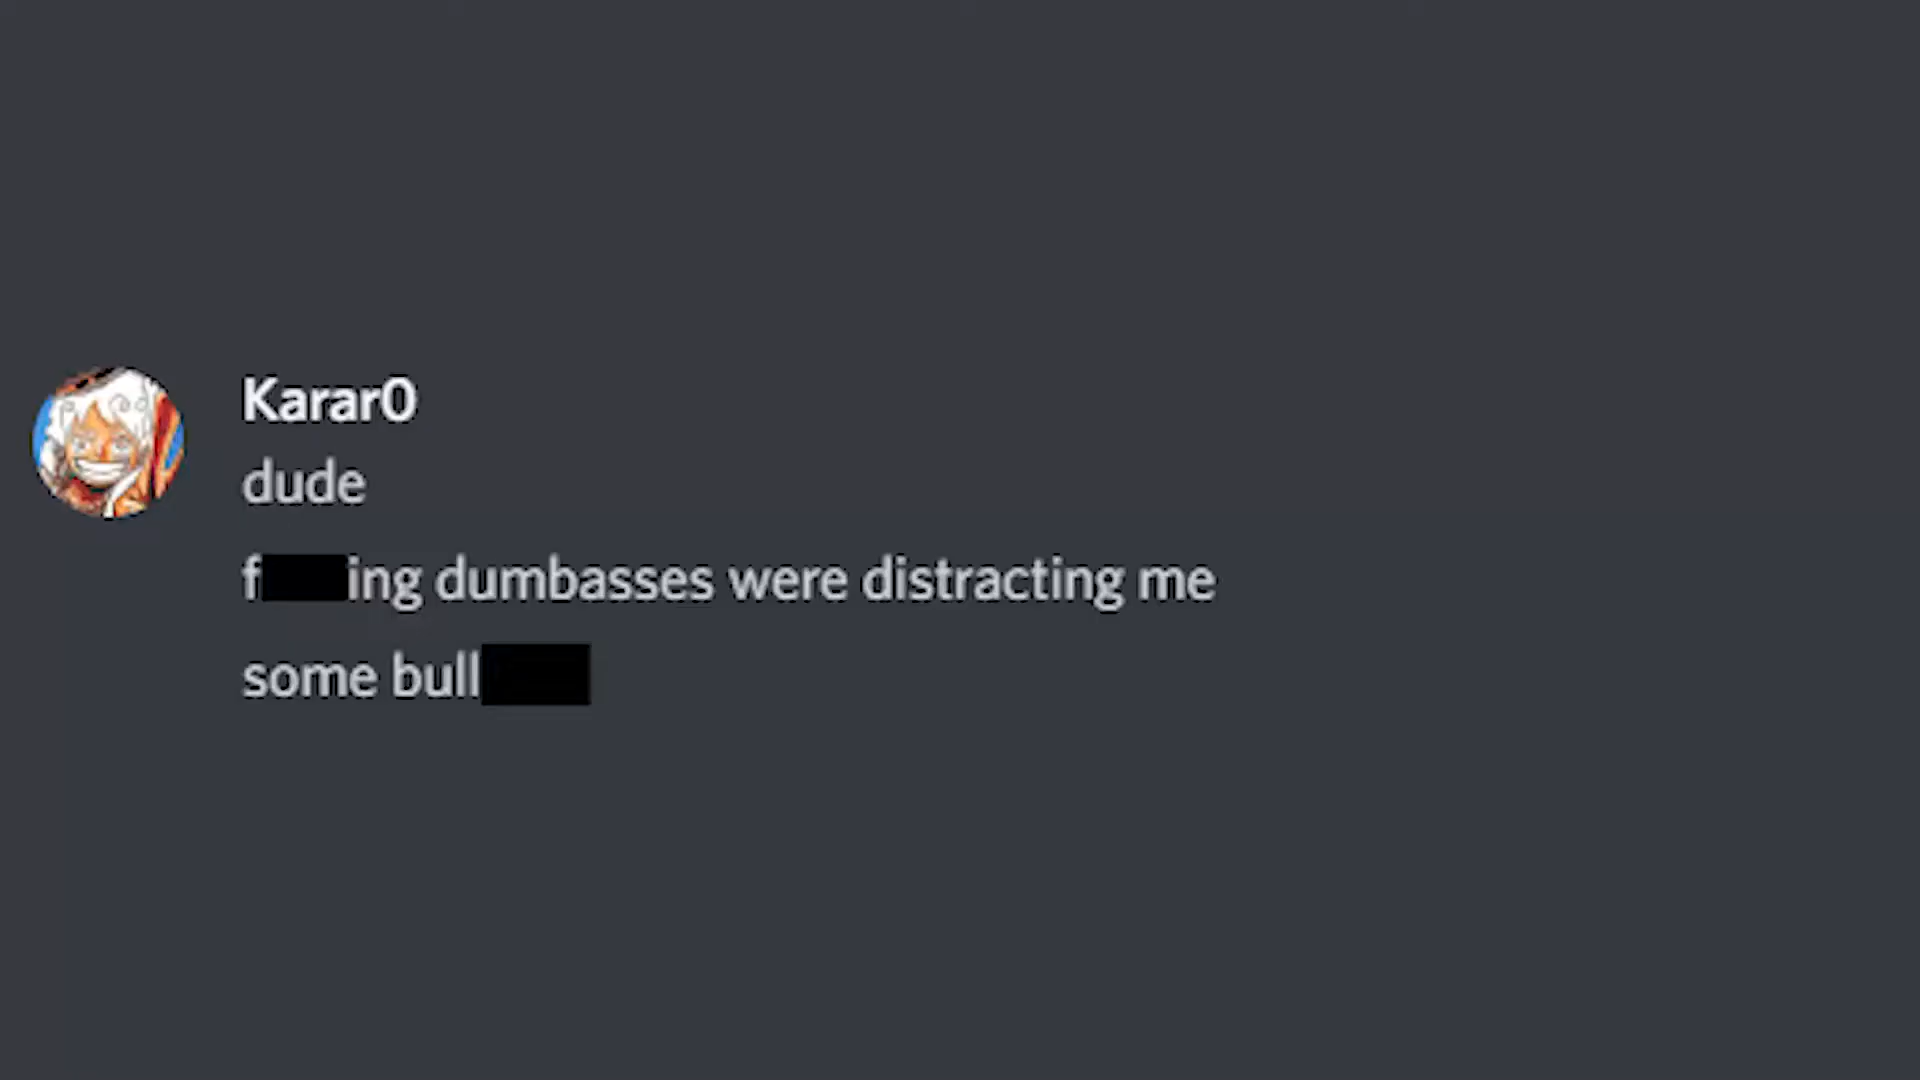 Karar0
dude
f ing dumbasses were distracting me
some bull